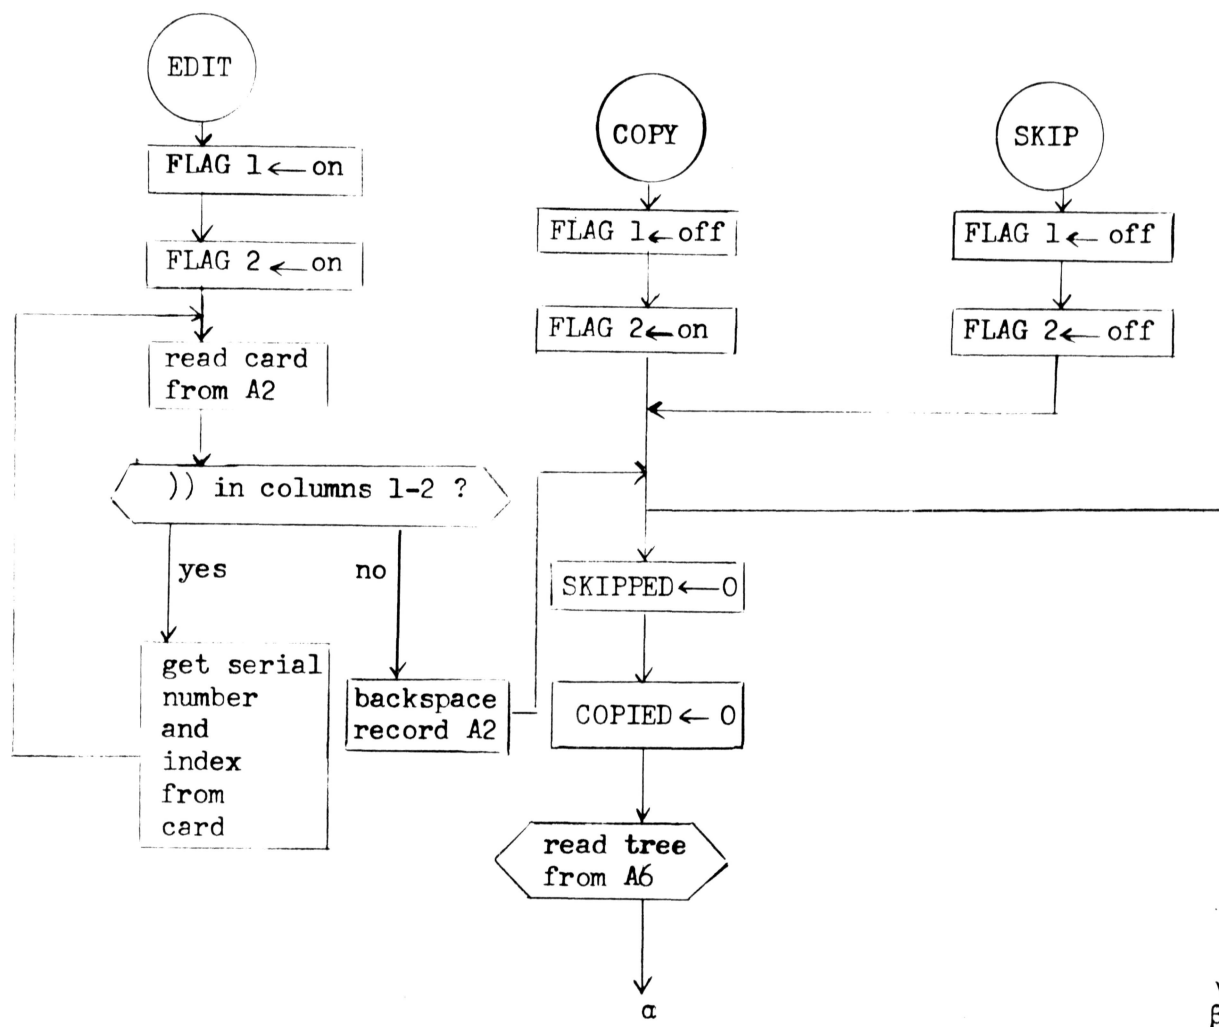 EDIT
FLAG 1 ← on
FLAG 2 ← on
read card
from A2
)) in columns 1-2 ?
yes
no
get serial
number
and
index
from
card
backspace
record A2
COPY
FLAG 1 ← off
FLAG 2 ← on
SKIP
FLAG 1 ← off
FLAG 2 ← off
SKIPPED ← 0
COPIED ← 0
read tree
from A6
α
β